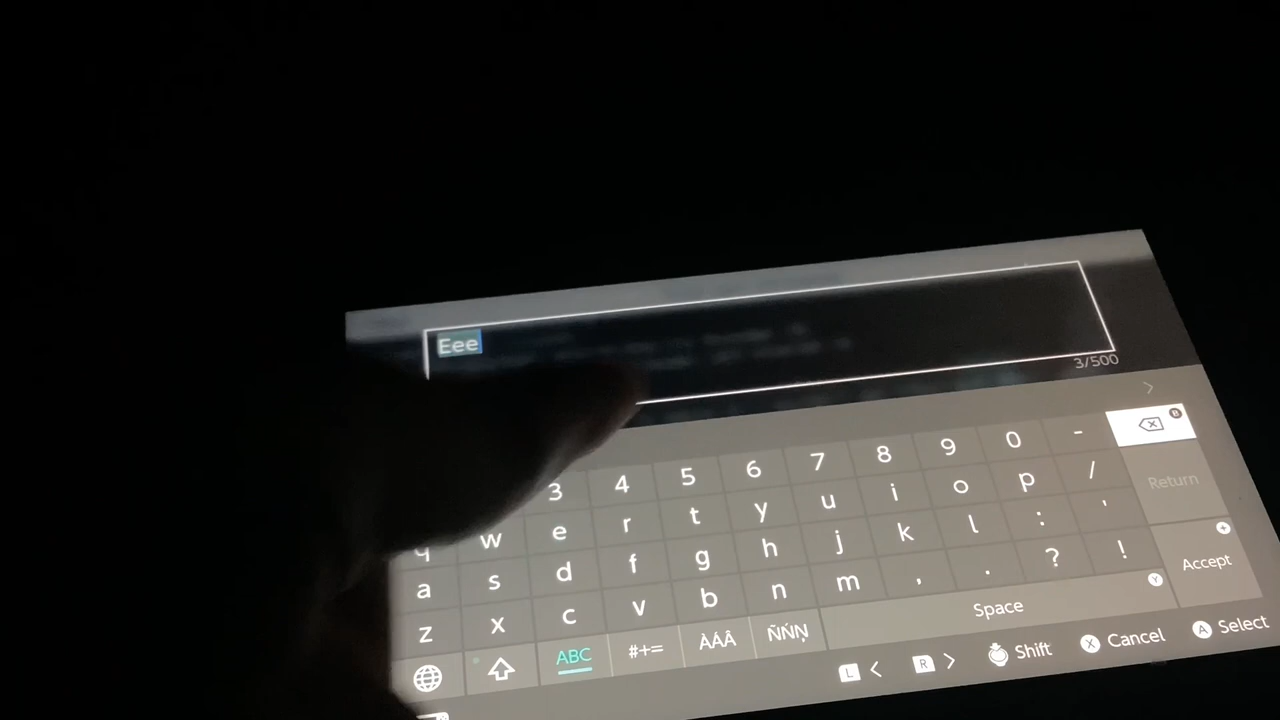 Eee
3/500
3 4 5 6 7 8 9 0 -
q w e r t y u i o p / Return
a s d f g h j k l : '
z x c v b n m , . ? ! Accept
ABC #+= ÀÁÂ ÑŃŅ Space
L < R > Shift X Cancel A Select